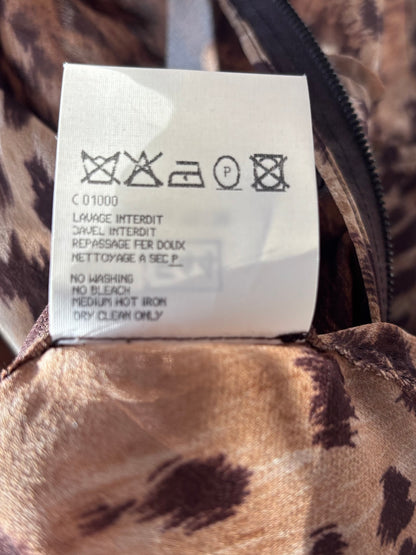 P
C 01000
LAVAGE INTERDIT
JAVEL INTERDIT
REPASSAGE FER DOUX
NETTOYAGE A SEC P
NO WASHING
NO BLEACH
MEDIUM HOT IRON
DRY CLEAN ONLY